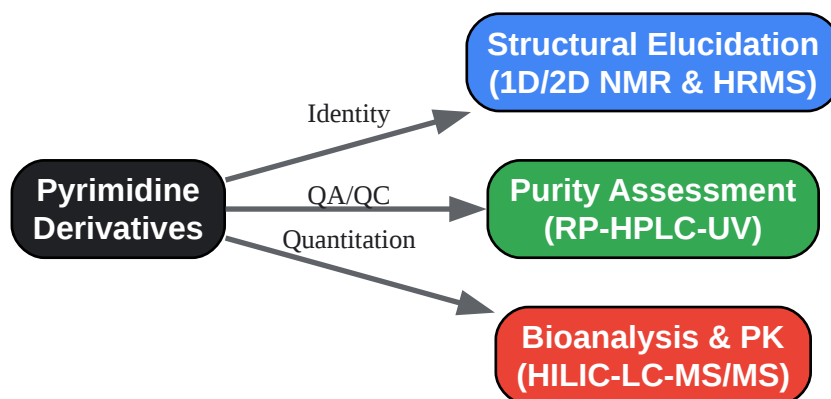 Structural Elucidation
(1D/2D NMR & HRMS)
Identity
Pyrimidine
Derivatives
QA/QC
Purity Assessment
(RP-HPLC-UV)
Quantitation
Bioanalysis & PK
(HILIC-LC-MS/MS)